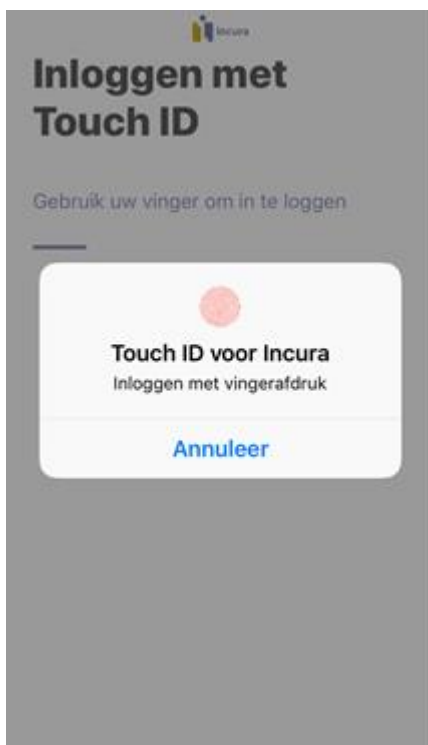 Incura
Inloggen met
Touch ID
Gebruik uw vinger om in te loggen
Touch ID voor Incura
Inloggen met vingerafdruk
Annuleer